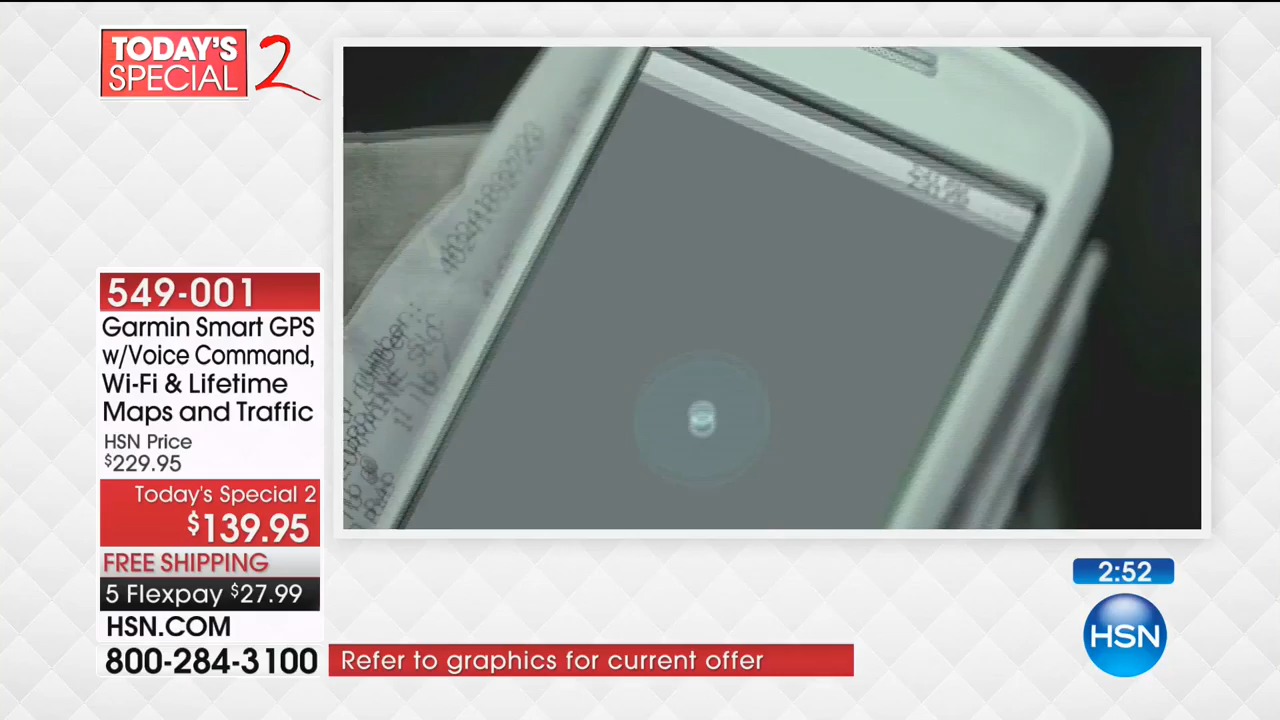 TODAY'S
SPECIAL 2
549-001
Garmin Smart GPS
w/Voice Command,
Wi-Fi & Lifetime
Maps and Traffic
HSN Price
$229.95
Today's Special 2
$139.95
FREE SHIPPING
5 Flexpay $27.99
HSN.COM
800-284-3100
Refer to graphics for current offer
2:52
HSN